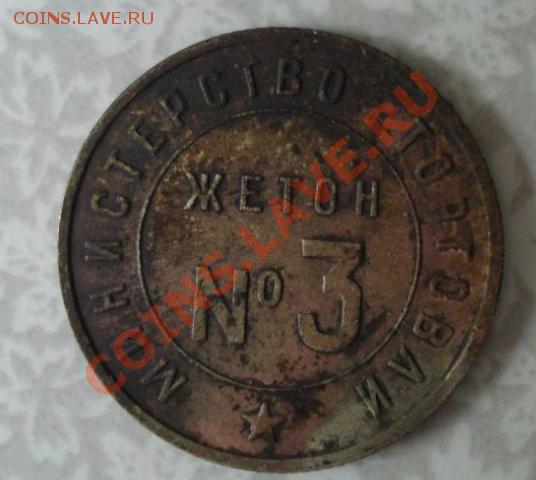 COINS.LAVE.RU
МИНИСТЕРСТВО ТОРГОВЛИ
ЖЕТОН
№ 3
COINS.LAVE.RU